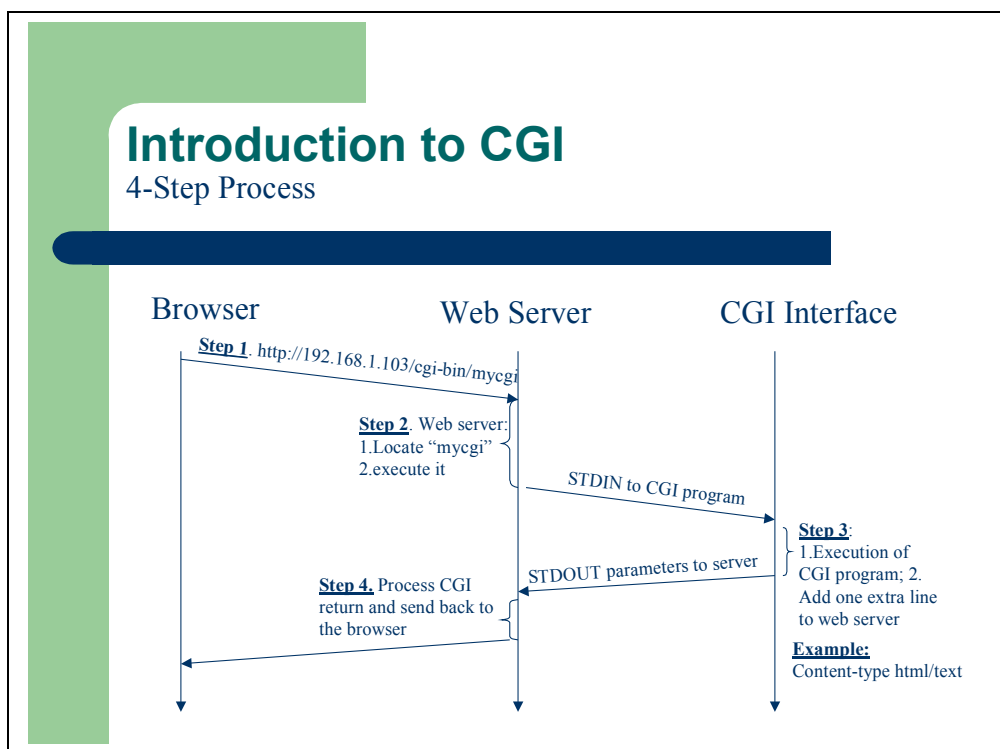 Introduction to CGI
4-Step Process
Browser
Web Server
CGI Interface
Step 1. http://192.168.1.103/cgi-bin/mycgi
Step 2. Web server:
1.Locate “mycgi”
2.execute it
STDIN to CGI program
Step 3:
1.Execution of
CGI program; 2.
Add one extra line
to web server
STDOUT parameters to server
Step 4. Process CGI
return and send back to
the browser
Example:
Content-type html/text